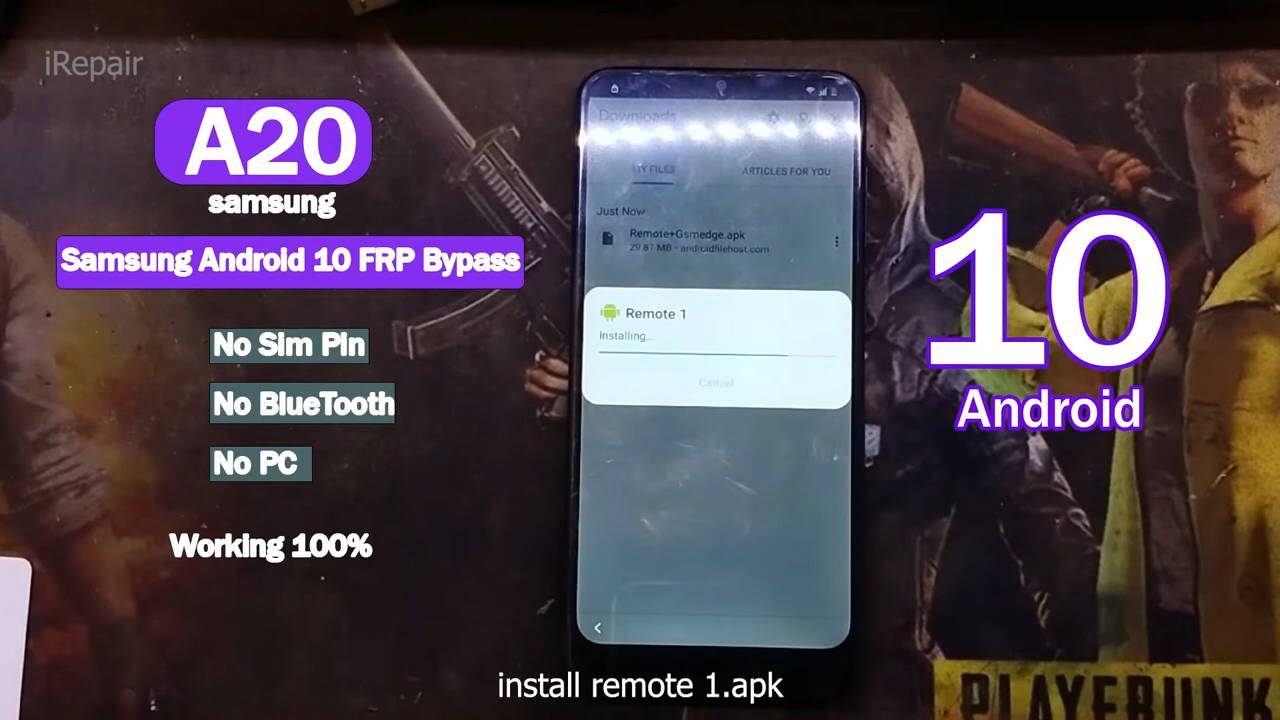 iRepair
A20
samsung
Samsung Android 10 FRP Bypass
No Sim Pin
No BlueTooth
No PC
Working 100%
Downloads
MY FILES
ARTICLES FOR YOU
Just Now
Remote+Gsmedge.apk
29.87 MB • androidfilehost.com
Remote 1
Installing...
Cancel
10
Android
install remote 1.apk
PLAYERUNK